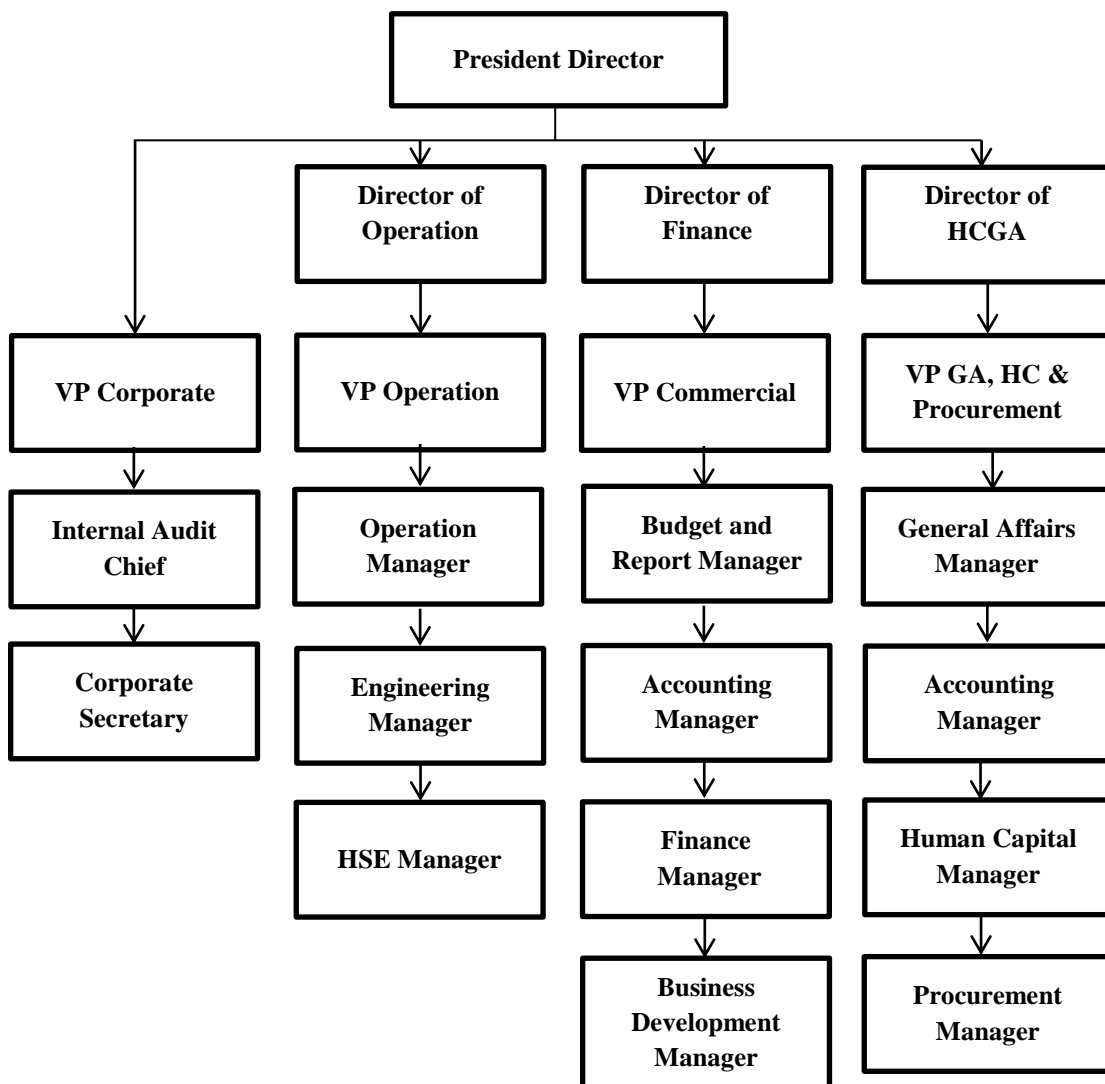 President Director
Director of
Operation
Director of
Finance
Director of
HCGA
VP Corporate
VP Operation
VP Commercial
VP GA, HC &
Procurement
Internal Audit
Chief
Operation
Manager
Budget and
Report Manager
General Affairs
Manager
Corporate
Secretary
Engineering
Manager
Accounting
Manager
Accounting
Manager
HSE Manager
Finance
Manager
Human Capital
Manager
Business
Development
Manager
Procurement
Manager